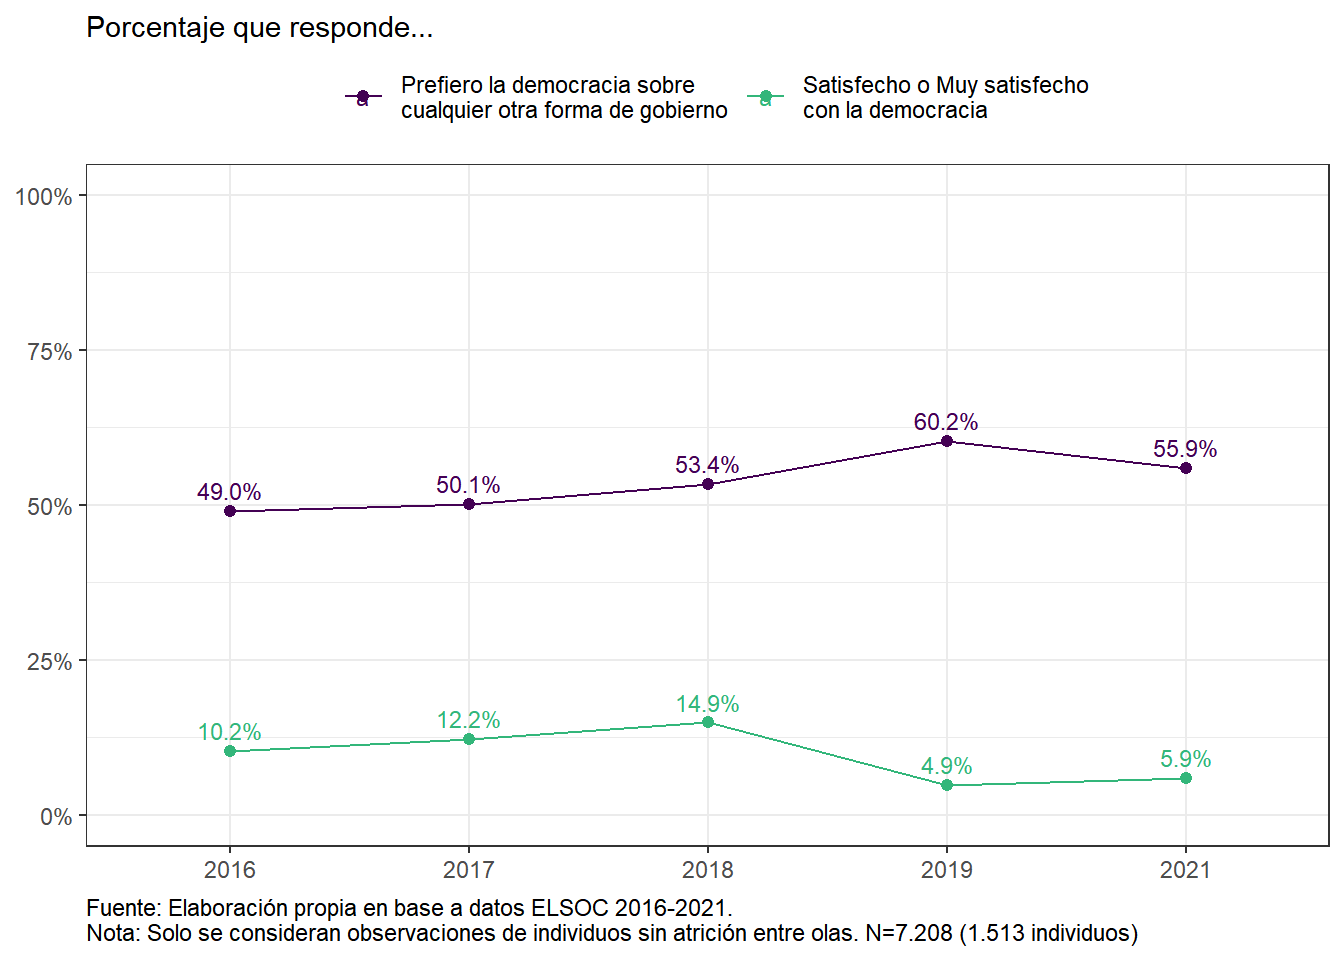 Porcentaje que responde...
Prefiero la democracia sobre
cualquier otra forma de gobierno
Satisfecho o Muy satisfecho
con la democracia
100%
75%
50%
25%
0%
49.0%
50.1%
53.4%
60.2%
55.9%
10.2%
12.2%
14.9%
4.9%
5.9%
2016
2017
2018
2019
2021
Fuente: Elaboración propia en base a datos ELSOC 2016-2021.
Nota: Solo se consideran observaciones de individuos sin atrición entre olas. N=7.208 (1.513 individuos)